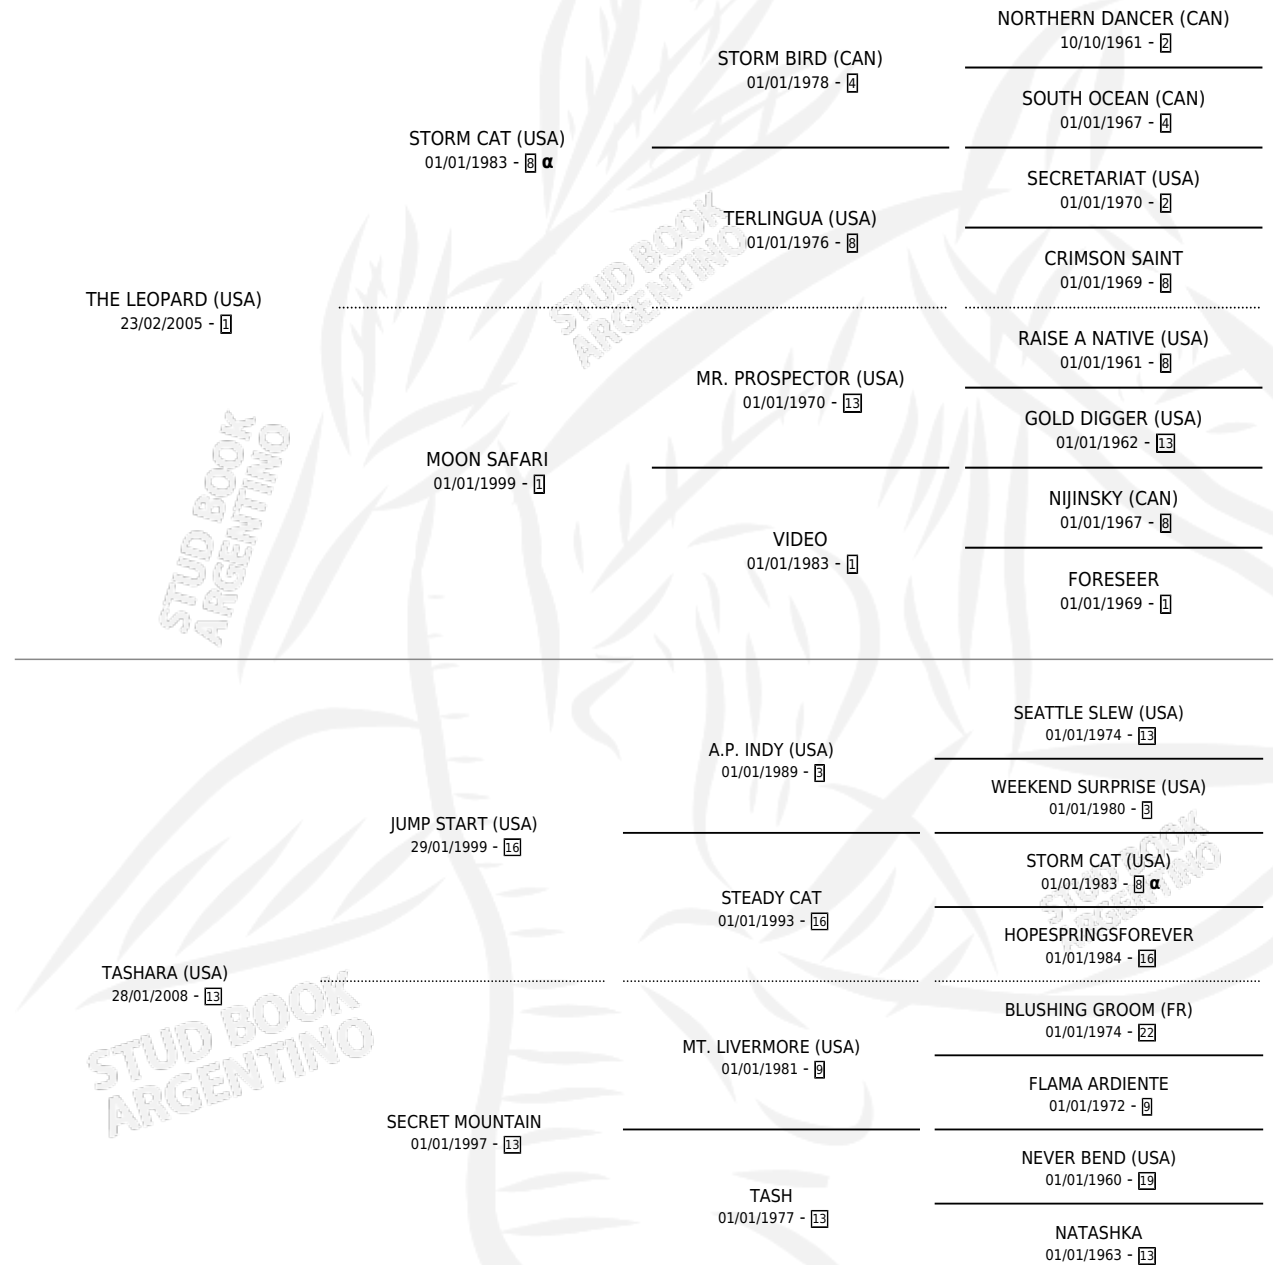 NORTHERN DANCER (CAN)
10/10/1961 - 2
STORM BIRD (CAN)
01/01/1978 - 4
SOUTH OCEAN (CAN)
01/01/1967 - 4
STORM CAT (USA)
01/01/1983 - 8 α
SECRETARIAT (USA)
01/01/1970 - 2
TERLINGUA (USA)
01/01/1976 - 8
CRIMSON SAINT
01/01/1969 - 8
THE LEOPARD (USA)
23/02/2005 - 1
RAISE A NATIVE (USA)
01/01/1961 - 8
MR. PROSPECTOR (USA)
01/01/1970 - 13
GOLD DIGGER (USA)
01/01/1962 - 13
MOON SAFARI
01/01/1999 - 1
NIJINSKY (CAN)
01/01/1967 - 8
VIDEO
01/01/1983 - 1
FORESEER
01/01/1969 - 1
SEATTLE SLEW (USA)
01/01/1974 - 13
A.P. INDY (USA)
01/01/1989 - 3
WEEKEND SURPRISE (USA)
01/01/1980 - 3
JUMP START (USA)
29/01/1999 - 16
STORM CAT (USA)
01/01/1983 - 8 α
STEADY CAT
01/01/1993 - 16
HOPESPRINGSFOREVER
01/01/1984 - 16
TASHARA (USA)
28/01/2008 - 13
BLUSHING GROOM (FR)
01/01/1974 - 22
MT. LIVERMORE (USA)
01/01/1981 - 9
FLAMA ARDIENTE
01/01/1972 - 9
SECRET MOUNTAIN
01/01/1997 - 13
NEVER BEND (USA)
01/01/1960 - 19
TASH
01/01/1977 - 13
NATASHKA
01/01/1963 - 13
STUD BOOK
ARGENTINO
STUD BOOK
ARGENTINO
STUD BOOK
ARGENTINO
STUD BOOK
ARGENTINO